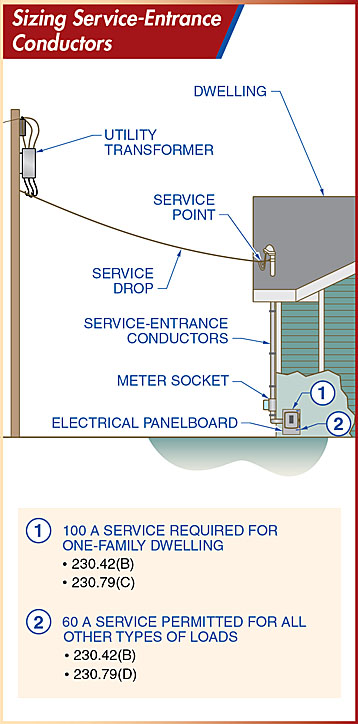 Sizing Service-Entrance
Conductors
DWELLING
UTILITY
TRANSFORMER
SERVICE
POINT
SERVICE
DROP
SERVICE-ENTRANCE
CONDUCTORS
METER SOCKET
1
ELECTRICAL PANELBOARD
2
1 100 A SERVICE REQUIRED FOR
ONE-FAMILY DWELLING
• 230.42(B)
• 230.79(C)
2 60 A SERVICE PERMITTED FOR ALL
OTHER TYPES OF LOADS
• 230.42(B)
• 230.79(D)